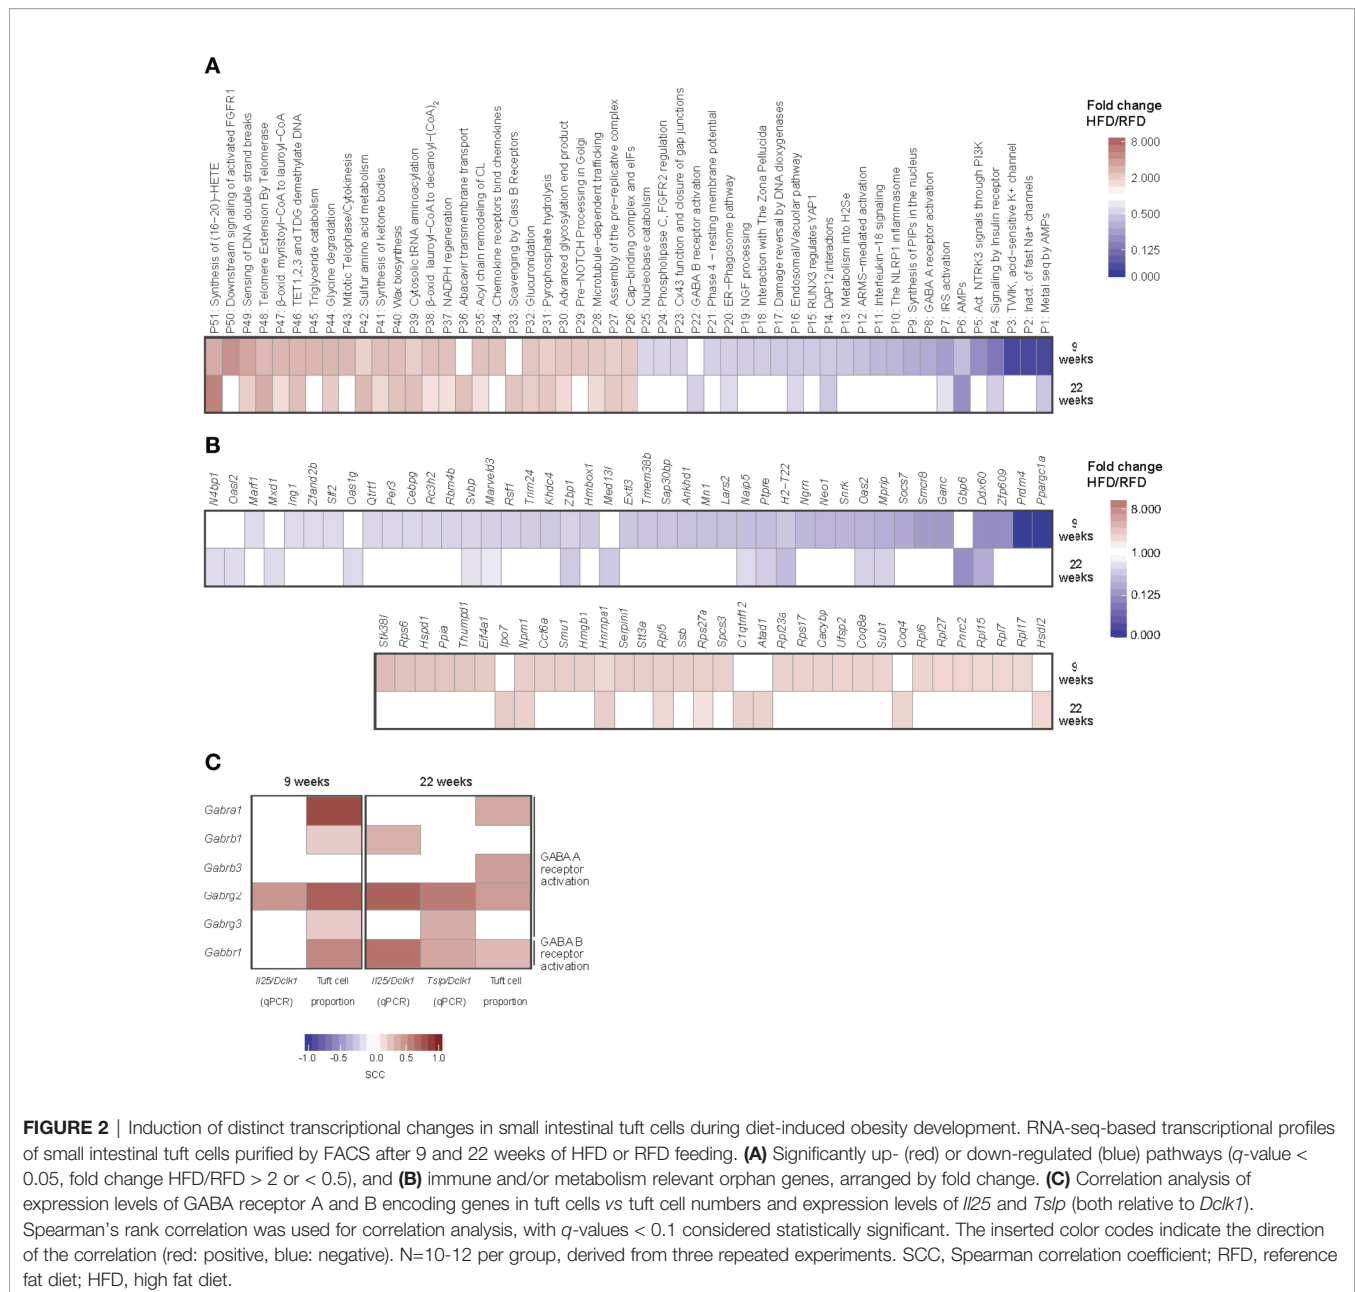 A
P51: Synthesis of (16-20)-HETE
P50: Downstream signaling of activated FGFR1
P49: Sensing of DNA double strand breaks
P48: Telomere Extension By Telomerase
P47: β-oxid. myristoyl-CoA to lauroyl-CoA
P46: TET1,2,3 and TDG demethylate DNA
P45: Triglyceride catabolism
P44: Glycine degradation
P43: Mitotic Telophase/Cytokinesis
P42: Sulfur amino acid metabolism
P41: Synthesis of ketone bodies
P40: Wax biosynthesis
P39: Cytosolic tRNA aminoacylation
P38: β-oxid. lauroyl-CoA to decanoyl-(CoA)₂
P37: NADPH regeneration
P36: Abacavir transmembrane transport
P35: Acyl chain remodeling of CL
P34: Chemokine receptors bind chemokines
P33: Scavenging by Class B Receptors
P32: Glucuronidation
P31: Pyrophosphate hydrolysis
P30: Advanced glycosylation end product
P29: Pre-NOTCH Processing in Golgi
P28: Microtubule-dependent trafficking
P27: Assembly of the pre-replicative complex
P26: Cap-binding complex and eIFs
P25: Nucleobase catabolism
P24: Phospholipase C, FGFR2 regulation
P23: Cx43 function and closure of gap junctions
P22: GABA B receptor activation
P21: Phase 4 - resting membrane potential
P20: ER-Phagosome pathway
P19: NGF processing
P18: Interaction with The Zona Pellucida
P17: Damage reversal by DNA dioxygenases
P16: Endosomal/Vacuolar pathway
P15: RUNX3 regulates YAP1
P14: DAP12 interactions
P13: Metabolism into H2Se
P12: ARMS-mediated activation
P11: Interleukin-18 signaling
P10: The NLRP1 inflammasome
P9: Synthesis of PIPs in the nucleus
P8: GABA A receptor activation
P7: IRS activation
P6: AMPs
P5: Act. NTRK3 signals through PI3K
P4: Signaling by Insulin receptor
P3: TWIK, acid-sensitive K+ channel
P2: Inact. of fast Na+ channels
P1: Metal seq by AMPs
9
weeks
22
weeks
Fold change
HFD/RFD
8.000
2.000
0.500
0.125
0.000
B
N4bp1
Oasl2
Marf1
Mxd1
Ing1
Zfand2b
Slf2
Oas1g
Qtrt1
Per3
Cebpg
Rc3h2
Rbm4b
Svbp
Marveld3
Rsf1
Trim24
Khdc4
Zbp1
Hmbox1
Med13l
Extl3
Tmem38b
Sap30bp
Ankhd1
Mn1
Lars2
Naip5
Ptpre
H2-T22
Ngrn
Neo1
Snrk
Oas2
Mprip
Socs7
Smcr8
Ganc
Gbp6
Ddx60
Zfp609
Prdm4
Ppargc1a
9
weeks
22
weeks
Fold change
HFD/RFD
8.000
1.000
0.125
0.000
Stk38l
Rps6
Hspd1
Ppia
Thumpd1
Eif4a1
Ipo7
Npm1
Cct6a
Smu1
Hmgb1
Hnrnpa1
Serpini1
Stt3a
Rpl5
Ssb
Rps27a
Spcs3
C1qtnf12
Atad1
Rpl23a
Rps17
Cacybp
Ufsp2
Coq8a
Sub1
Coq4
Rpl6
Rpl27
Pnrc2
Rpl15
Rpl7
Rpl17
Hsdl2
9
weeks
22
weeks
C
9 weeks
22 weeks
Gabra1
Gabrb1
Gabrb3
Gabrg2
Gabrg3
Gabbr1
GABA A
receptor
activation
GABA B
receptor
activation
Il25/Dclk1
(qPCR)
Tuft cell
proportion
Il25/Dclk1
(qPCR)
Tslp/Dclk1
(qPCR)
Tuft cell
proportion
-1.0 -0.5 0.0 0.5 1.0
SCC
FIGURE 2 | Induction of distinct transcriptional changes in small intestinal tuft cells during diet-induced obesity development. RNA-seq-based transcriptional profiles
of small intestinal tuft cells purified by FACS after 9 and 22 weeks of HFD or RFD feeding. (A) Significantly up- (red) or down-regulated (blue) pathways (q-value <
0.05, fold change HFD/RFD > 2 or < 0.5), and (B) immune and/or metabolism relevant orphan genes, arranged by fold change. (C) Correlation analysis of
expression levels of GABA receptor A and B encoding genes in tuft cells vs tuft cell numbers and expression levels of Il25 and Tslp (both relative to Dclk1).
Spearman's rank correlation was used for correlation analysis, with q-values < 0.1 considered statistically significant. The inserted color codes indicate the direction
of the correlation (red: positive, blue: negative). N=10-12 per group, derived from three repeated experiments. SCC, Spearman correlation coefficient; RFD, reference
fat diet; HFD, high fat diet.